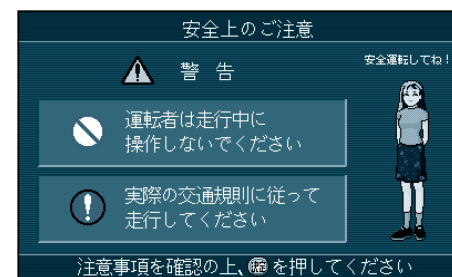 安全上のご注意
安全運転してね!
警 告
運転者は走行中に
操作しないでください
実際の交通規則に従って
走行してください
注意事項を確認の上、を押してください